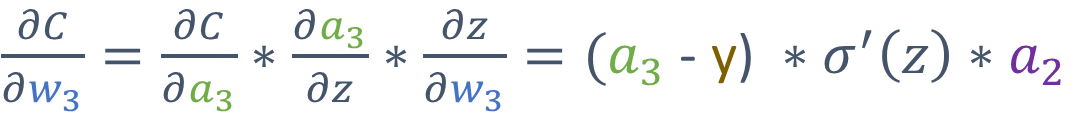 ∂C/∂w₃ = ∂C/∂a₃ * ∂a₃/∂z * ∂z/∂w₃ = (a₃ - y) * σ′(z) * a₂